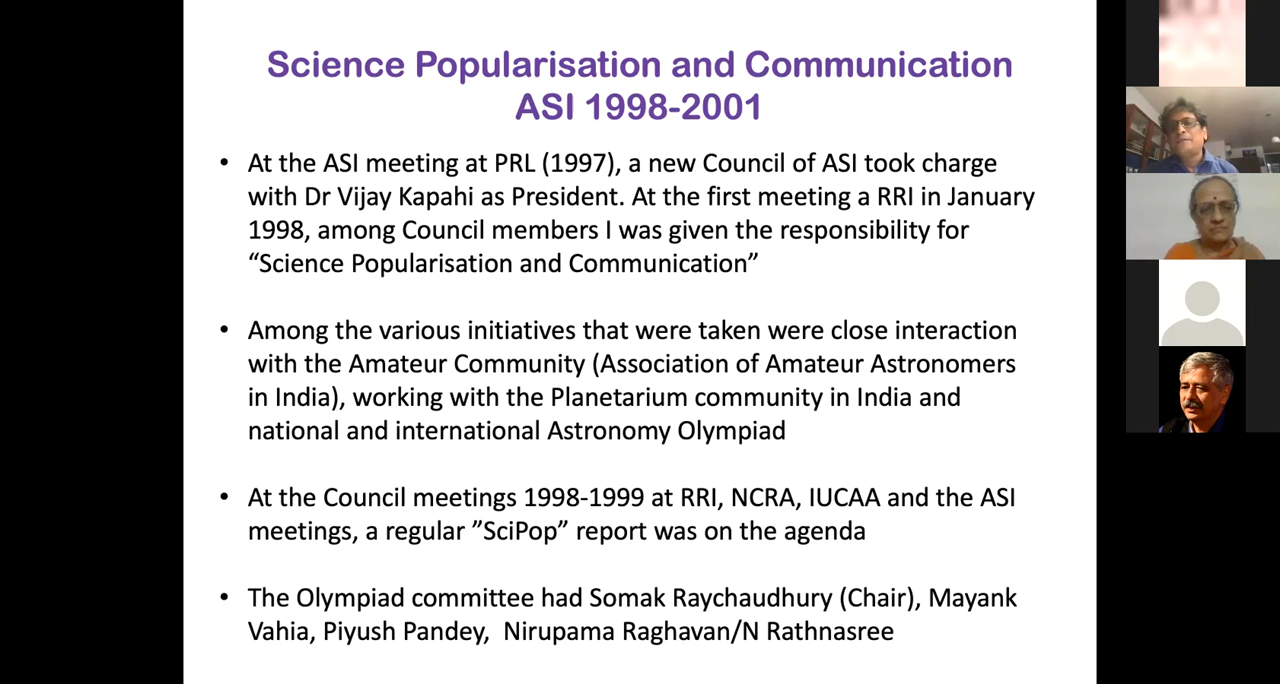 Science Popularisation and Communication
ASI 1998-2001
• At the ASI meeting at PRL (1997), a new Council of ASI took charge
with Dr Vijay Kapahi as President. At the first meeting a RRI in January
1998, among Council members I was given the responsibility for
“Science Popularisation and Communication”
• Among the various initiatives that were taken were close interaction
with the Amateur Community (Association of Amateur Astronomers
in India), working with the Planetarium community in India and
national and international Astronomy Olympiad
• At the Council meetings 1998-1999 at RRI, NCRA, IUCAA and the ASI
meetings, a regular ”SciPop” report was on the agenda
• The Olympiad committee had Somak Raychaudhury (Chair), Mayank
Vahia, Piyush Pandey, Nirupama Raghavan/N Rathnasree